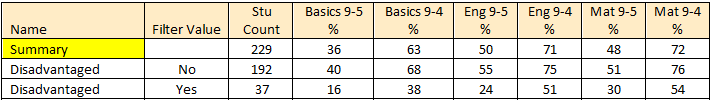 Name Filter Value Stu Count Basics 9-5 % Basics 9-4 % Eng 9-5 % Eng 9-4 % Mat 9-5 % Mat 9-4 %
Summary 229 36 63 50 71 48 72
Disadvantaged No 192 40 68 55 75 51 76
Disadvantaged Yes 37 16 38 24 51 30 54